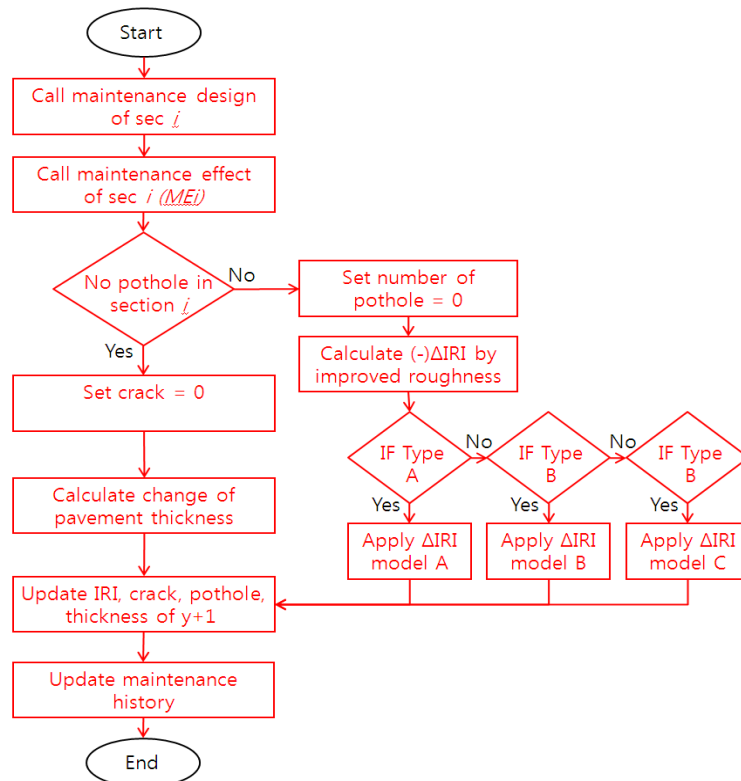 Start
Call maintenance design
of sec i
Call maintenance effect
of sec i (MEi)
No pothole in
section i
No
Set number of
pothole = 0
Yes
Calculate (-)ΔIRI by
improved roughness
Set crack = 0
IF Type
A
No
IF Type
B
No
IF Type
B
Calculate change of
pavement thickness
Yes
Yes
Yes
Apply ΔIRI
model A
Apply ΔIRI
model B
Apply ΔIRI
model C
Update IRI, crack, pothole,
thickness of y+1
Update maintenance
history
End